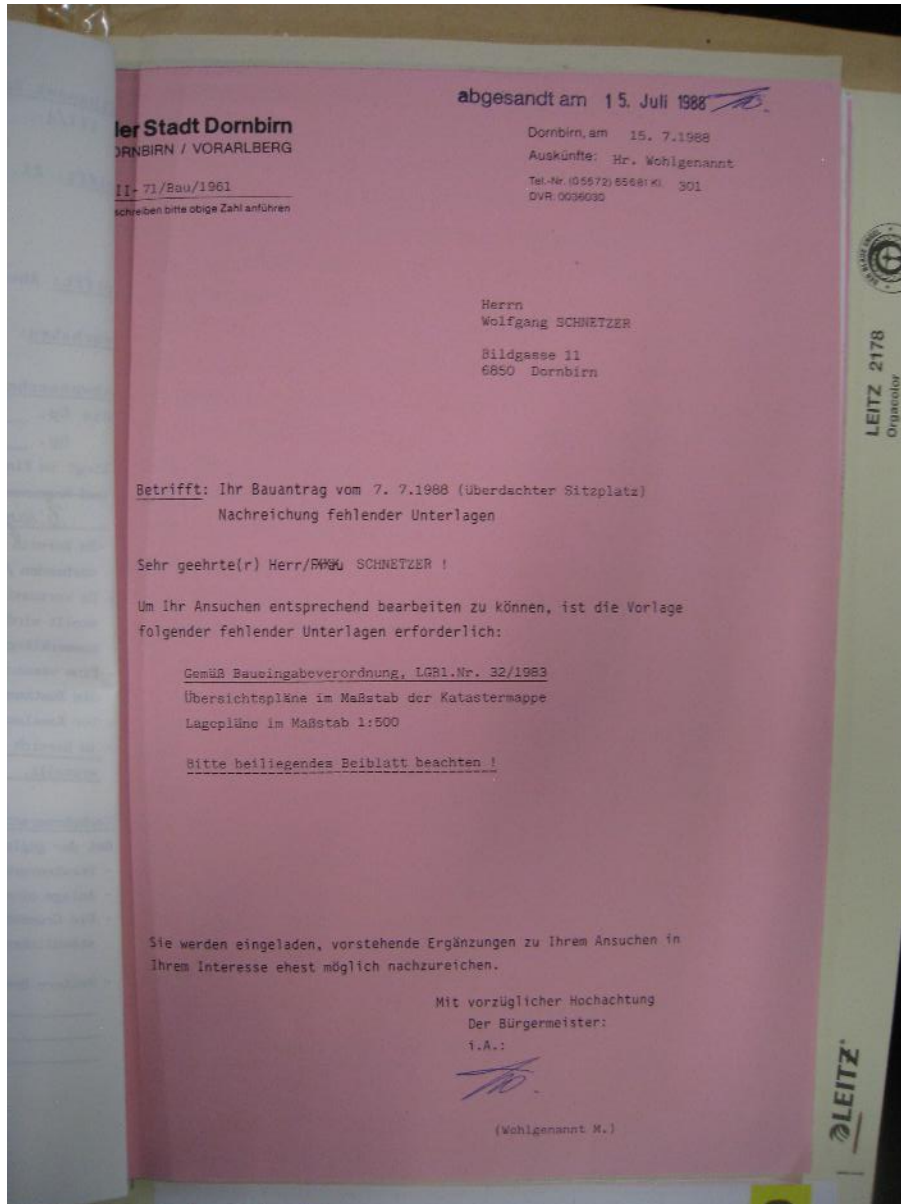 abgesandt am 15. Juli 1988
der Stadt Dornbirn
DORNBIRN / VORARLBERG
II-71/Bau/1961
schreiben bitte obige Zahl anführen
Dornbirn, am 15. 7.1988
Auskünfte: Hr. Wohlgenannt
Tel.-Nr. (05572) 65681 Kl. 301
DVR: 0036030
Herrn
Wolfgang SCHNETZER
Bildgasse 11
6850 Dornbirn
Betrifft: Ihr Bauantrag vom 7. 7.1988 (überdachter Sitzplatz)
Nachreichung fehlender Unterlagen
Sehr geehrte(r) Herr/Frau SCHNETZER !
Um Ihr Ansuchen entsprechend bearbeiten zu können, ist die Vorlage
folgender fehlender Unterlagen erforderlich:
Gemäß Baueingabeverordnung, LGBl.Nr. 32/1983
Übersichtspläne im Maßstab der Katastermappe
Lagepläne im Maßstab 1:500
Bitte beiliegendes Beiblatt beachten !
Sie werden eingeladen, vorstehende Ergänzungen zu Ihrem Ansuchen in
Ihrem Interesse ehest möglich nachzureichen.
Mit vorzüglicher Hochachtung
Der Bürgermeister:
i.A.:
(Wohlgenannt M.)
LEITZ 2178
Orgacolor
LEITZ